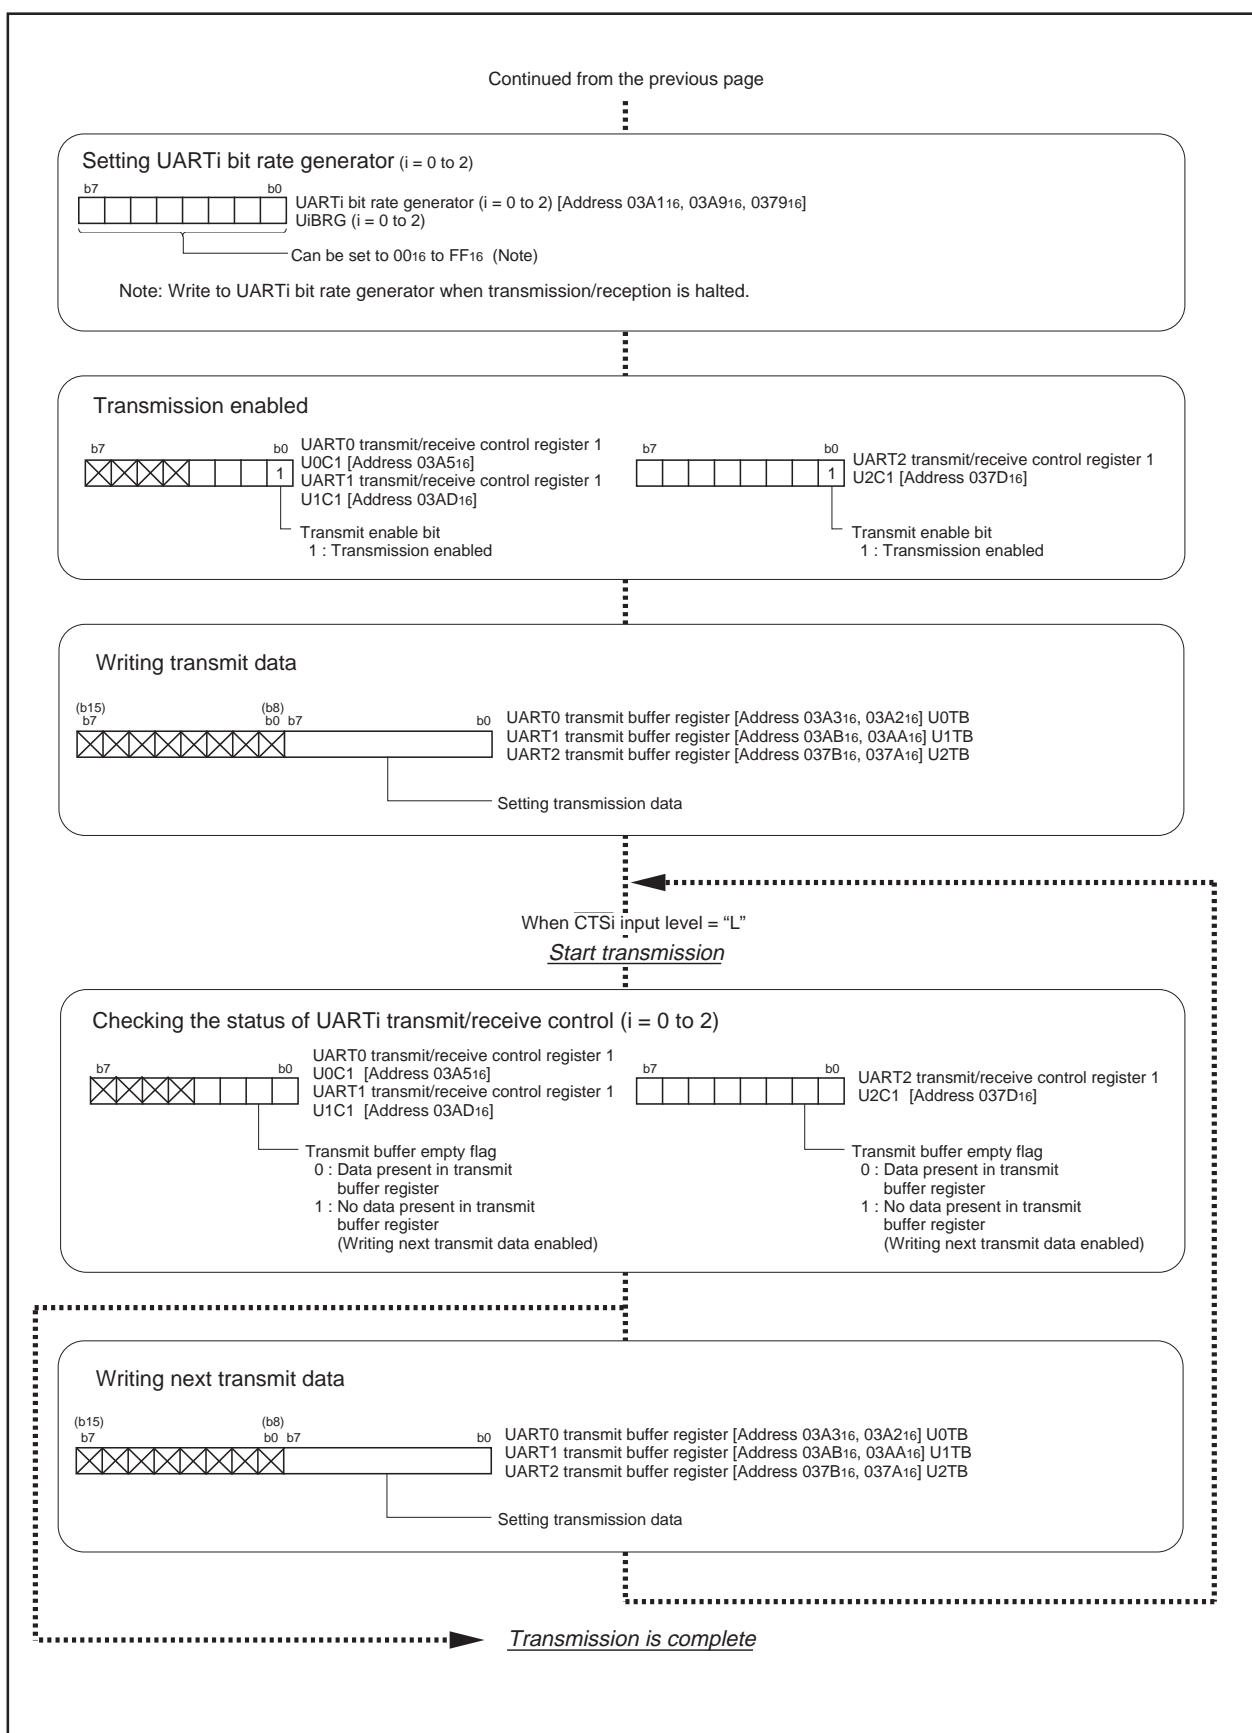 Continued from the previous page
Setting UARTi bit rate generator (i = 0 to 2)
b7 b0
UARTi bit rate generator (i = 0 to 2) [Address 03A116, 03A916, 037916]
UiBRG (i = 0 to 2)
Can be set to 0016 to FF16 (Note)
Note: Write to UARTi bit rate generator when transmission/reception is halted.
Transmission enabled
b7 b0
1
UART0 transmit/receive control register 1
U0C1 [Address 03A516]
UART1 transmit/receive control register 1
U1C1 [Address 03AD16]
Transmit enable bit
1 : Transmission enabled
b7 b0
1
UART2 transmit/receive control register 1
U2C1 [Address 037D16]
Transmit enable bit
1 : Transmission enabled
Writing transmit data
(b15) (b8)
b7 b0 b7 b0
UART0 transmit buffer register [Address 03A316, 03A216] U0TB
UART1 transmit buffer register [Address 03AB16, 03AA16] U1TB
UART2 transmit buffer register [Address 037B16, 037A16] U2TB
Setting transmission data
When CTSi input level = “L”
Start transmission
Checking the status of UARTi transmit/receive control (i = 0 to 2)
b7 b0
UART0 transmit/receive control register 1
U0C1 [Address 03A516]
UART1 transmit/receive control register 1
U1C1 [Address 03AD16]
Transmit buffer empty flag
0 : Data present in transmit
buffer register
1 : No data present in transmit
buffer register
(Writing next transmit data enabled)
b7 b0
UART2 transmit/receive control register 1
U2C1 [Address 037D16]
Transmit buffer empty flag
0 : Data present in transmit
buffer register
1 : No data present in transmit
buffer register
(Writing next transmit data enabled)
Writing next transmit data
(b15) (b8)
b7 b0 b7 b0
UART0 transmit buffer register [Address 03A316, 03A216] U0TB
UART1 transmit buffer register [Address 03AB16, 03AA16] U1TB
UART2 transmit buffer register [Address 037B16, 037A16] U2TB
Setting transmission data
Transmission is complete